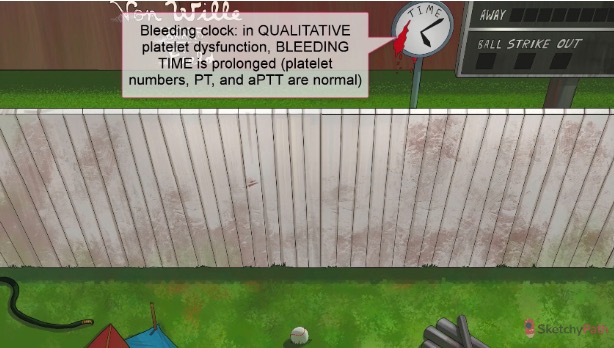 Von Wille
Bleeding clock: in QUALITATIVE
platelet dysfunction, BLEEDING
TIME is prolonged (platelet
numbers, PT, and aPTT are normal)
TIME
AWAY
BALL STRIKE OUT